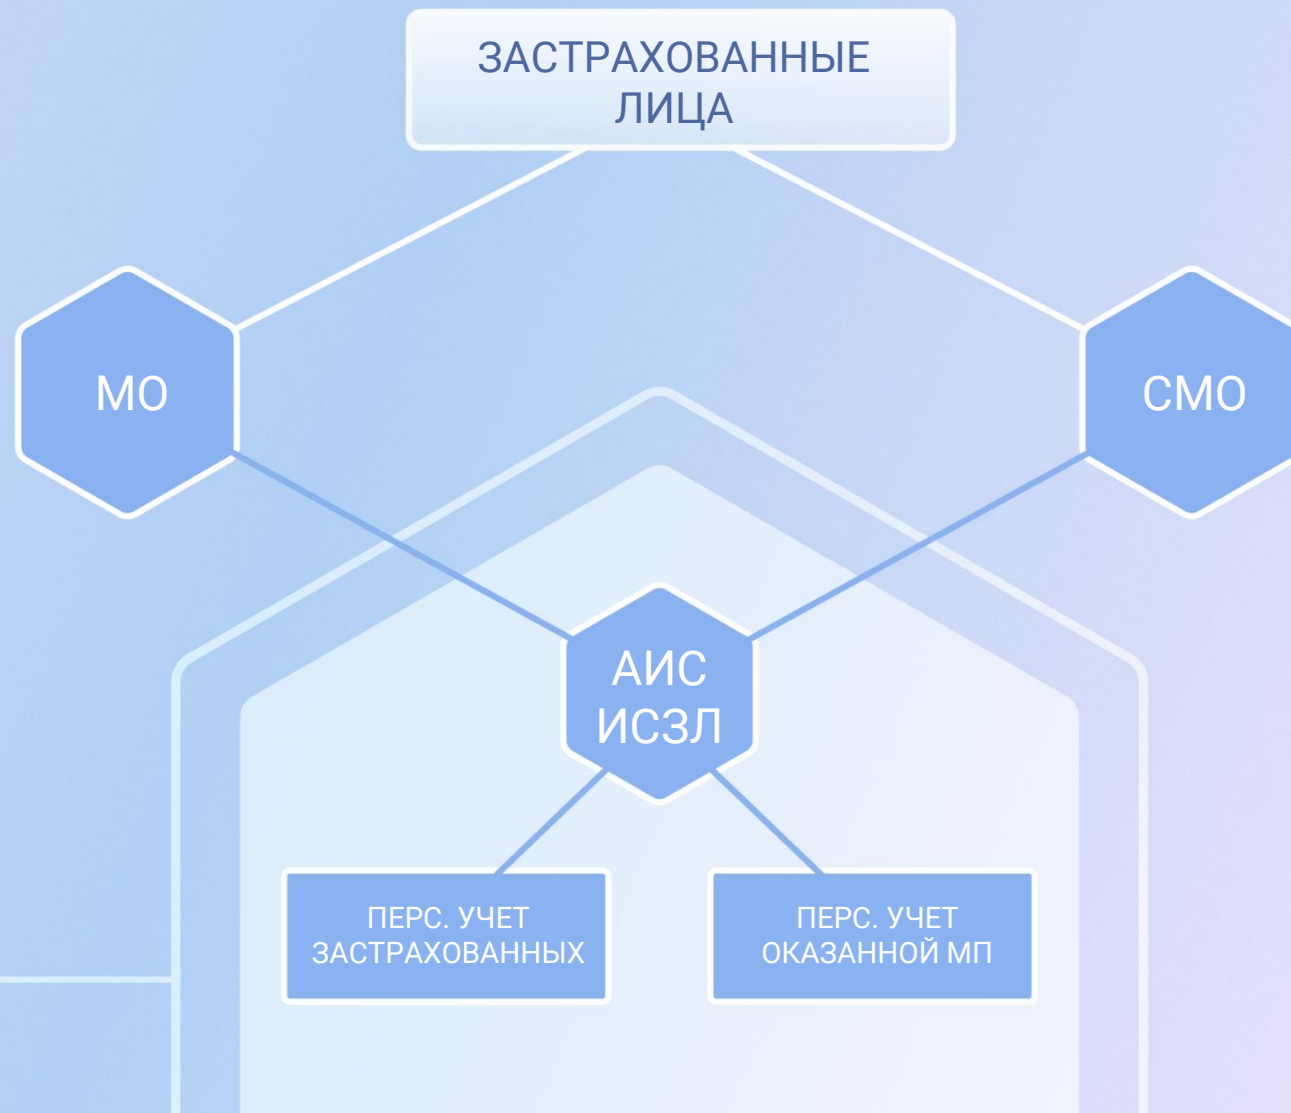 ЗАСТРАХОВАННЫЕ
ЛИЦА
МО
СМО
АИС
ИСЗЛ
ПЕРС. УЧЕТ
ЗАСТРАХОВАННЫХ
ПЕРС. УЧЕТ
ОКАЗАННОЙ МП